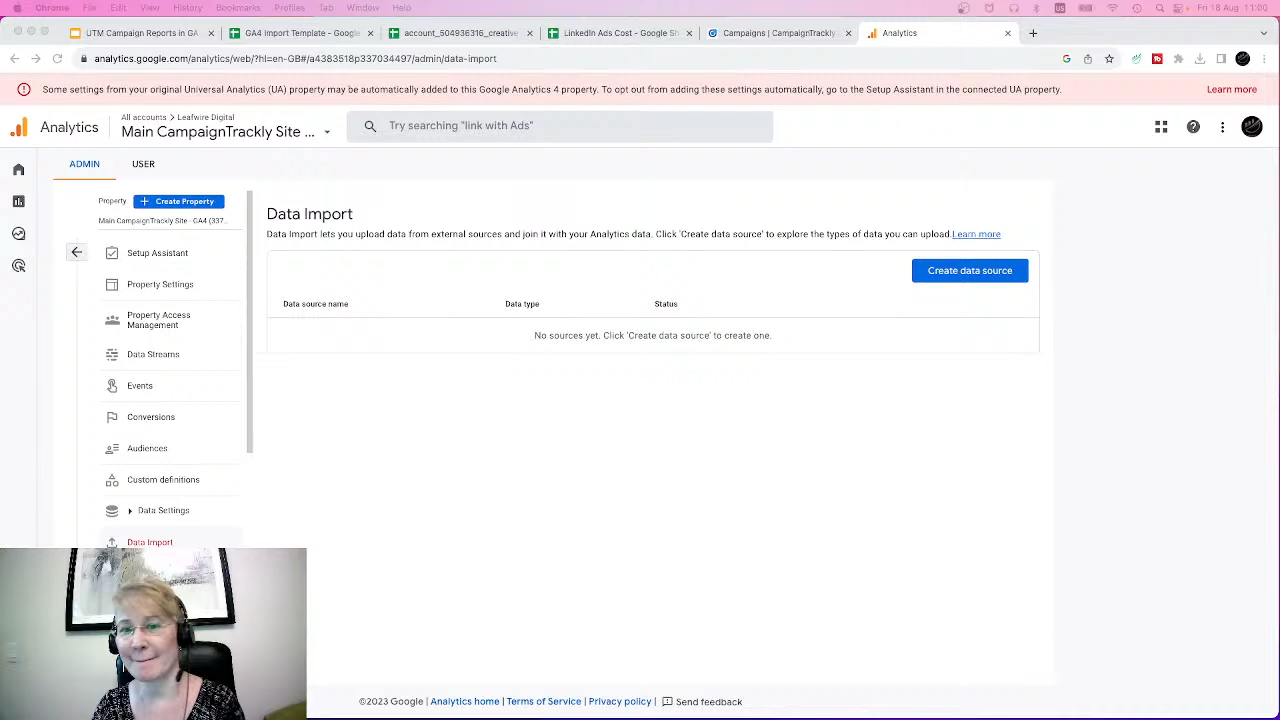 Chrome File Edit View History Bookmarks Profiles Tab Window Help US Fri 18 Aug 11:00
UTM Campaign Reports in GA
GA4 Import Template - Google
account_504936316_creative
LinkedIn Ads Cost - Google Sh
Campaigns | CampaignTrackly
Analytics
analytics.google.com/analytics/web/?hl=en-GB#/a4383518p337034497/admin/data-import
Some settings from your original Universal Analytics (UA) property may be automatically added to this Google Analytics 4 property. To opt out from adding these settings automatically, go to the Setup Assistant in the connected UA property. Learn more
Analytics
All accounts > Leafwire Digital
Main CampaignTrackly Site ...
Try searching "link with Ads"
ADMIN USER
Property + Create Property
Main CampaignTrackly Site - GA4 (337...
Setup Assistant
Property Settings
Property Access
Management
Data Streams
Events
Conversions
Audiences
Custom definitions
Data Settings
Data Import
Data Import
Data Import lets you upload data from external sources and join it with your Analytics data. Click 'Create data source' to explore the types of data you can upload. Learn more
Create data source
Data source name Data type Status
No sources yet. Click 'Create data source' to create one.
©2023 Google | Analytics home | Terms of Service | Privacy policy | Send feedback